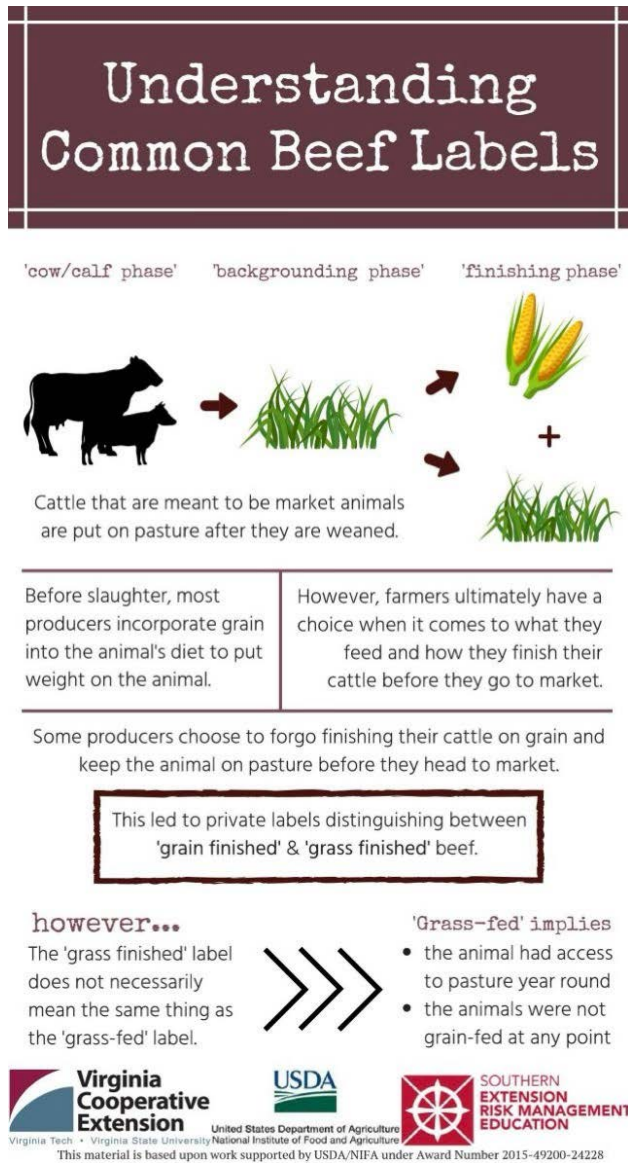 Understanding
Common Beef Labels
'cow/calf phase'
'backgrounding phase'
'finishing phase'
+
Cattle that are meant to be market animals
are put on pasture after they are weaned.
Before slaughter, most
producers incorporate grain
into the animal's diet to put
weight on the animal.
However, farmers ultimately have a
choice when it comes to what they
feed and how they finish their
cattle before they go to market.
Some producers choose to forgo finishing their cattle on grain and
keep the animal on pasture before they head to market.
This led to private labels distinguishing between
'grain finished' & 'grass finished' beef.
however...
The 'grass finished' label
does not necessarily
mean the same thing as
the 'grass-fed' label.
'Grass-fed' implies
• the animal had access
to pasture year round
• the animals were not
grain-fed at any point
Virginia
Cooperative
Extension
Virginia Tech • Virginia State University
USDA
United States Department of Agriculture
National Institute of Food and Agriculture
SOUTHERN
EXTENSION
RISK MANAGEMENT
EDUCATION
This material is based upon work supported by USDA/NIFA under Award Number 2015-49200-24228